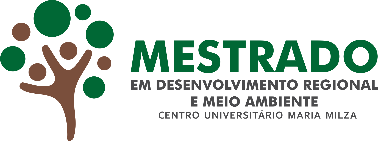 MESTRADO
EM DESENVOLVIMENTO REGIONAL
E MEIO AMBIENTE
CENTRO UNIVERSITÁRIO MARIA MILZA